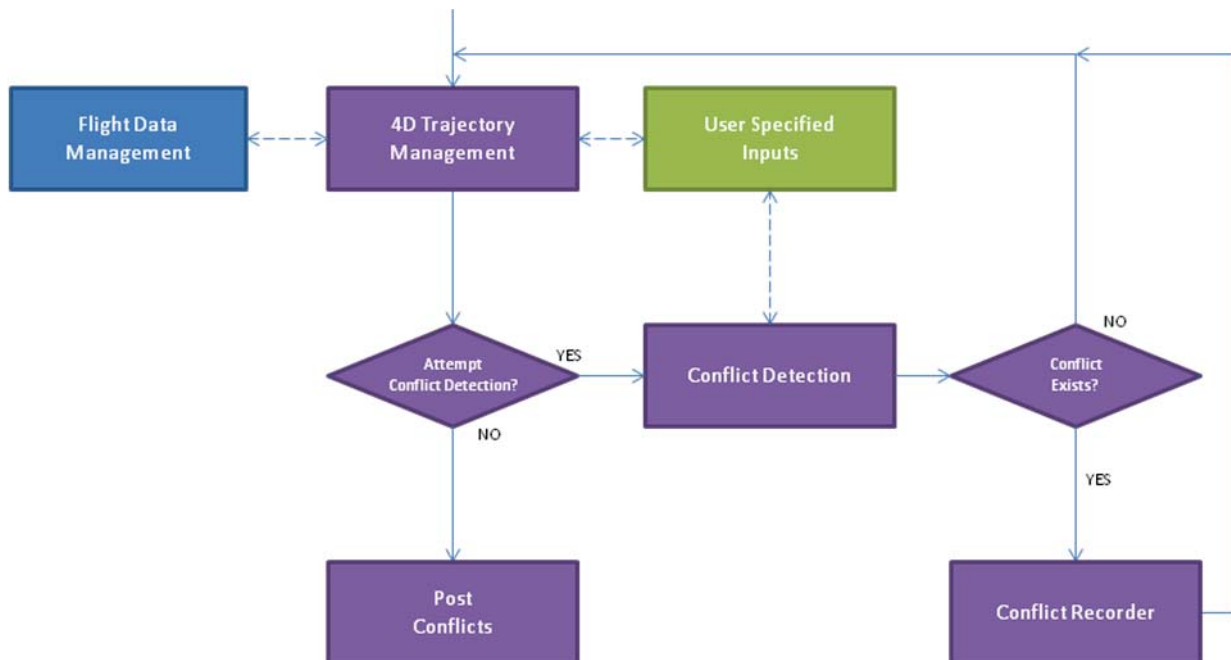 Flight Data
Management
4D Trajectory
Management
User Specified
Inputs
Attempt
Conflict Detection?
YES
NO
Conflict Detection
Conflict
Exists?
NO
YES
Post
Conflicts
Conflict Recorder